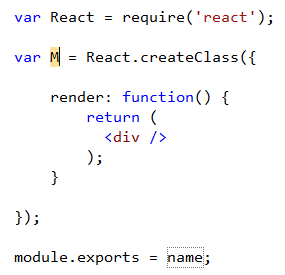 var React = require('react');
var M = React.createClass({
render: function() {
return (
<div />
);
}
});
module.exports = name;